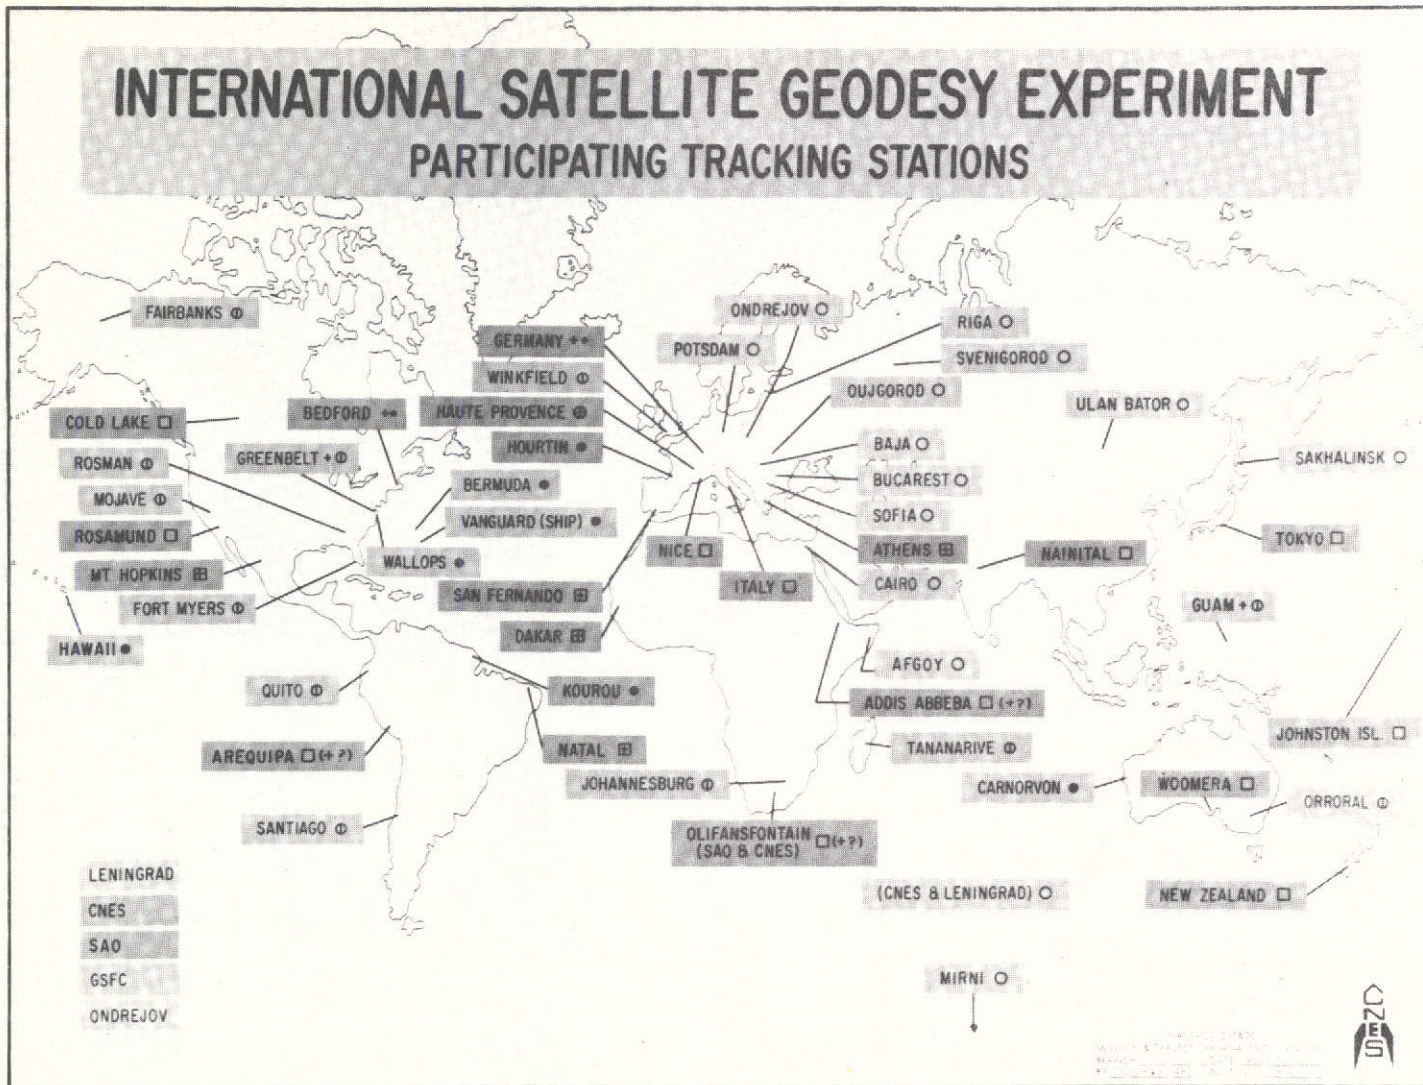 INTERNATIONAL SATELLITE GEODESY EXPERIMENT
PARTICIPATING TRACKING STATIONS
FAIRBANKS
COLD LAKE
ROSMAN
MOJAVE
ROSAMUND
MT HOPKINS
FORT MYERS
HAWAII
BEDFORD
GREENBELT +
BERMUDA
VANGUARD (SHIP)
WALLOPS
GERMANY ++
WINKFIELD
HAUTE PROVENCE
HOURTIN
SAN FERNANDO
DAKAR
ONDREJOV
POTSDAM
RIGA
SVENIGOROD
OUJGOROD
BAJA
BUCAREST
SOFIA
ATHENS
CAIRO
NICE
ITALY
ULAN BATOR
SAKHALINSK
TOKYO
NAINITAL
GUAM +
QUITO
KOUROU
AREQUIPA (+?)
NATAL
SANTIAGO
AFGOY
ADDIS ABBEBA (+?)
TANANARIVE
JOHANNESBURG
OLIFANSFONTAIN (+?)
(SAO & CNES)
CARNORVON
WOOMERA
JOHNSTON ISL
ORRORAL
(CNES & LENINGRAD)
NEW ZEALAND
MIRNI
LENINGRAD
CNES
SAO
GSFC
ONDREJOV
CNES